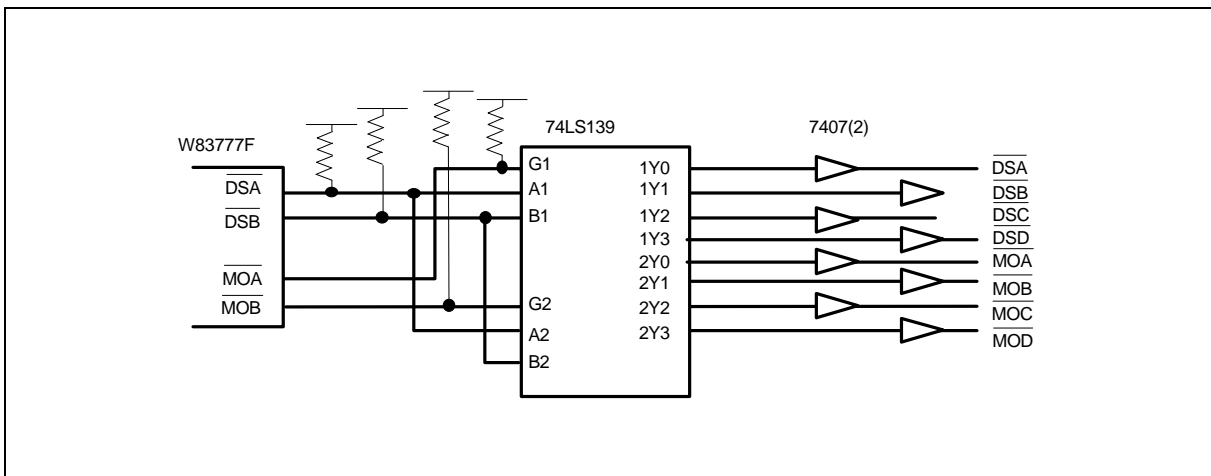 74LS139
7407(2)
W83777F
DSA
DSB
MOA
MOB
G1
A1
B1
G2
A2
B2
1Y0
1Y1
1Y2
1Y3
2Y0
2Y1
2Y2
2Y3
DSA
DSB
DSC
DSD
MOA
MOB
MOC
MOD